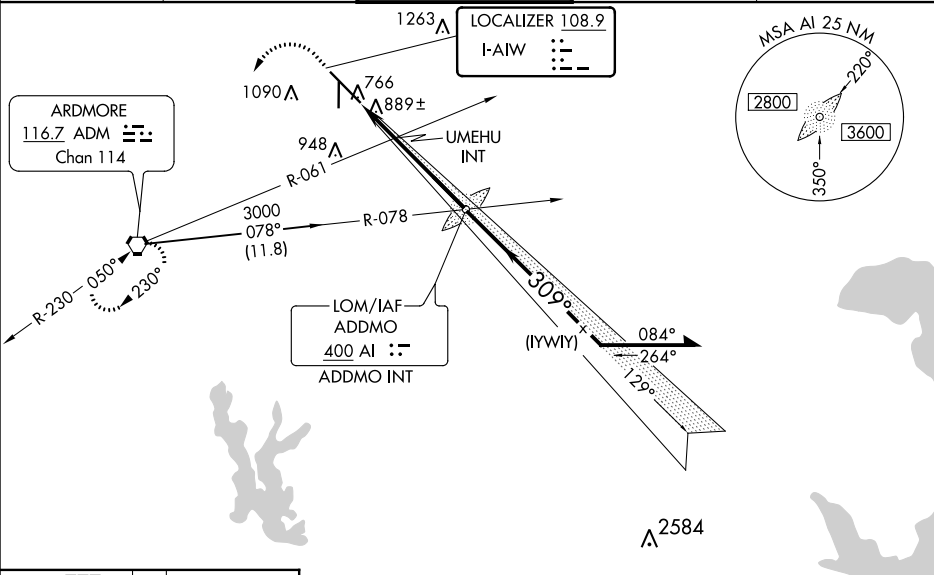 1263
LOCALIZER 108.9
I-AIW
MSA AI 25 NM
220°
2800
3600
350°
1090
766
889±
ARDMORE
116.7 ADM
Chan 114
948
UMEHU
INT
R-061
3000
078°
(11.8)
R-078
R-230
050°
230°
LOM/IAF
ADDMO
400 AI
ADDMO INT
309°
(IYWIY)
084°
264°
129°
2584